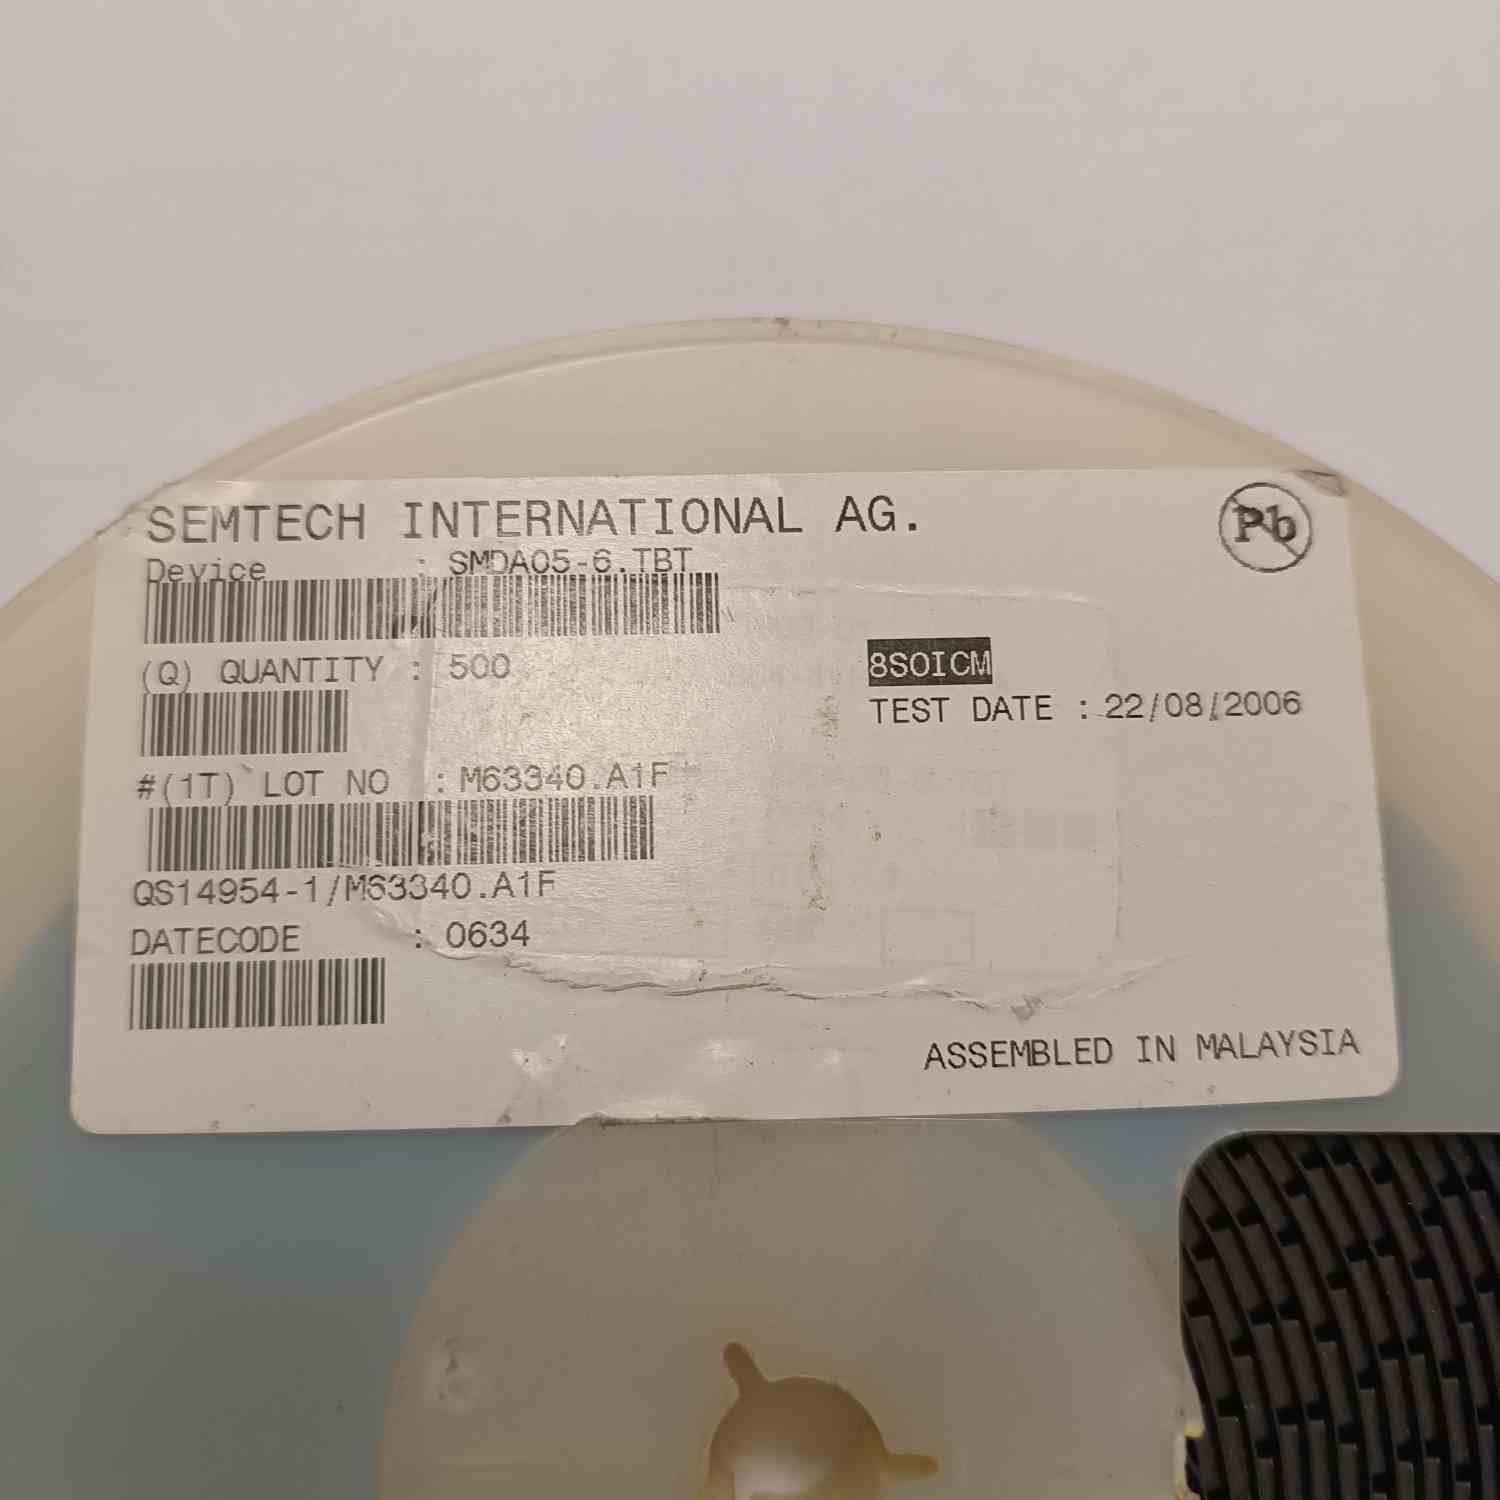 SEMTECH INTERNATIONAL AG.
Pb
Device : SMDA05-6.TBT
(Q) QUANTITY : 500
8SOICM
TEST DATE : 22/08/2006
#(1T) LOT NO : M63340.A1F
QS14954-1/M63340.A1F
DATECODE : 0634
ASSEMBLED IN MALAYSIA